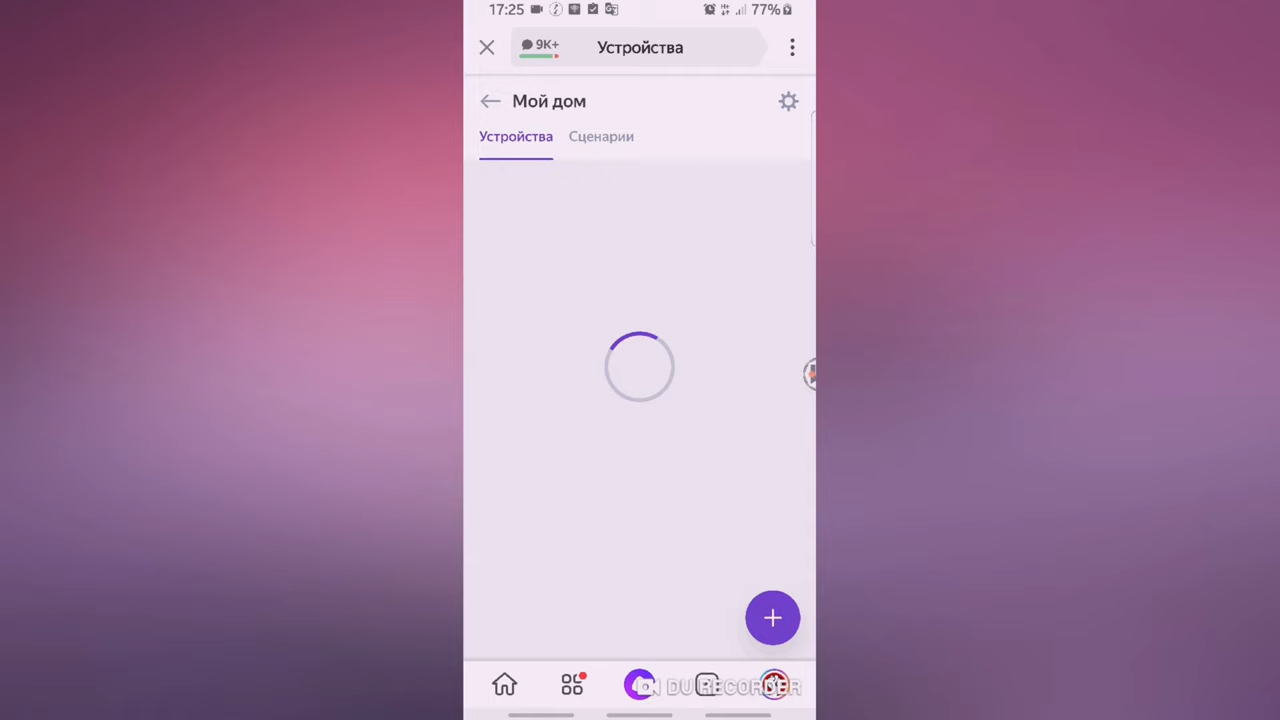 17:25 77%
9K+ Устройства
Мой дом
Устройства Сценарии
DU RECORDER